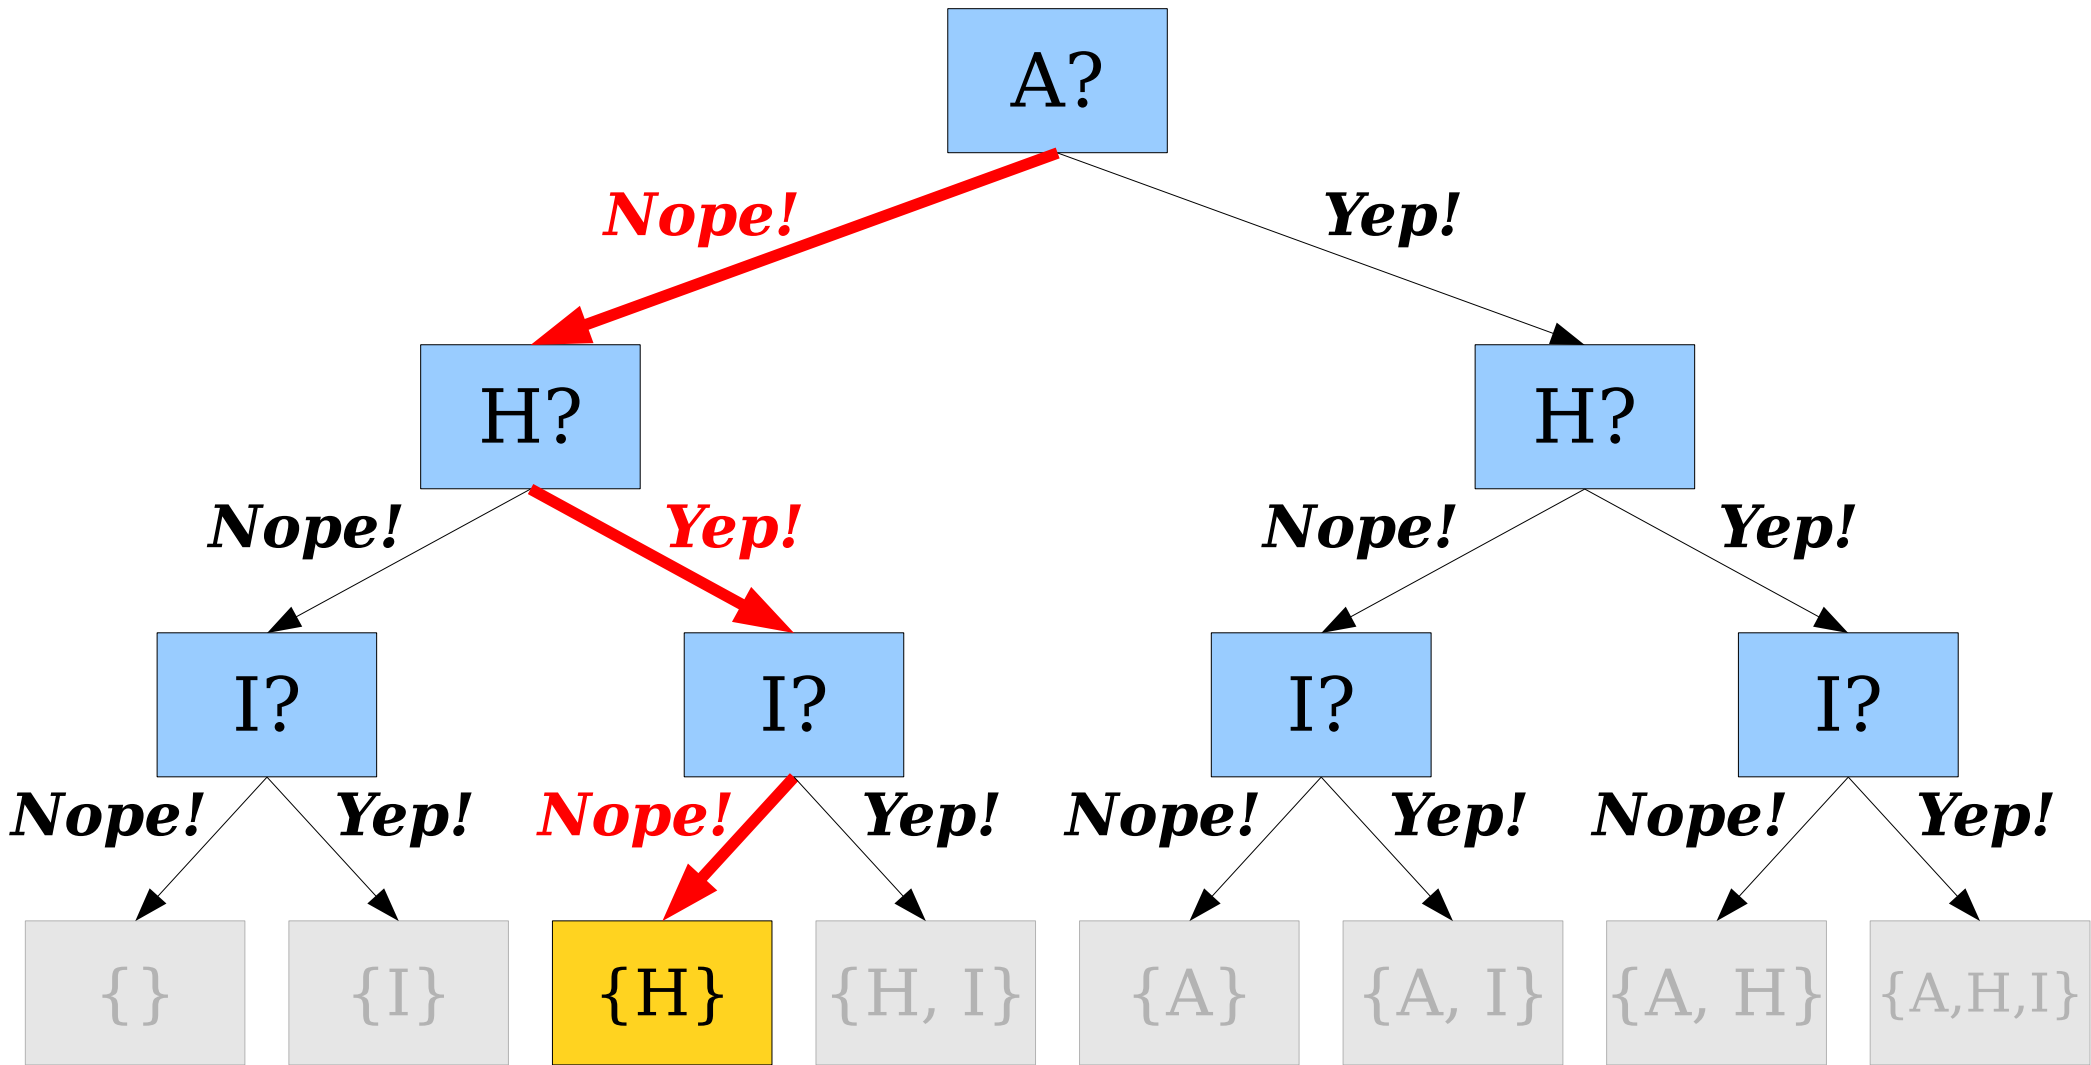 A?
Nope!
Yep!
H?
H?
Nope!
Yep!
Nope!
Yep!
I?
I?
I?
I?
Nope!
Yep!
Nope!
Yep!
Nope!
Yep!
Nope!
Yep!
{}
{I}
{H}
{H, I}
{A}
{A, I}
{A, H}
{A,H,I}